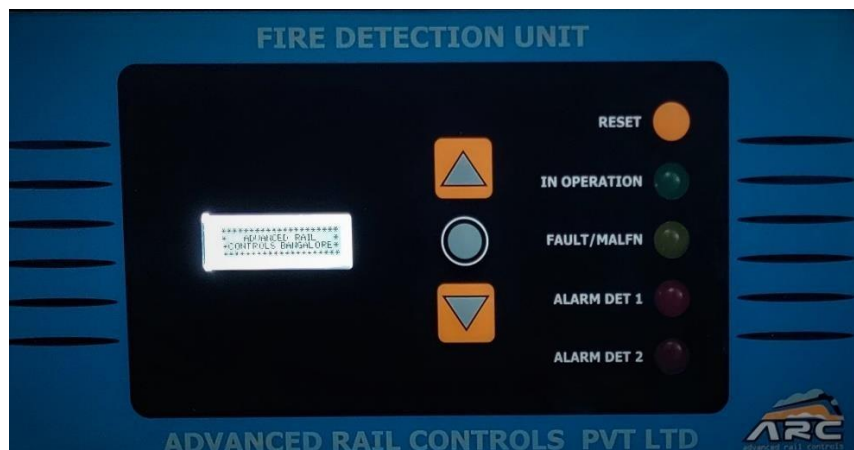 FIRE DETECTION UNIT
RESET
IN OPERATION
FAULT/MALFN
ALARM DET 1
ALARM DET 2
********************
* ADVANCED RAIL *
*CONTROLS BANGALORE*
********************
ADVANCED RAIL CONTROLS PVT LTD
ARC
advanced rail controls